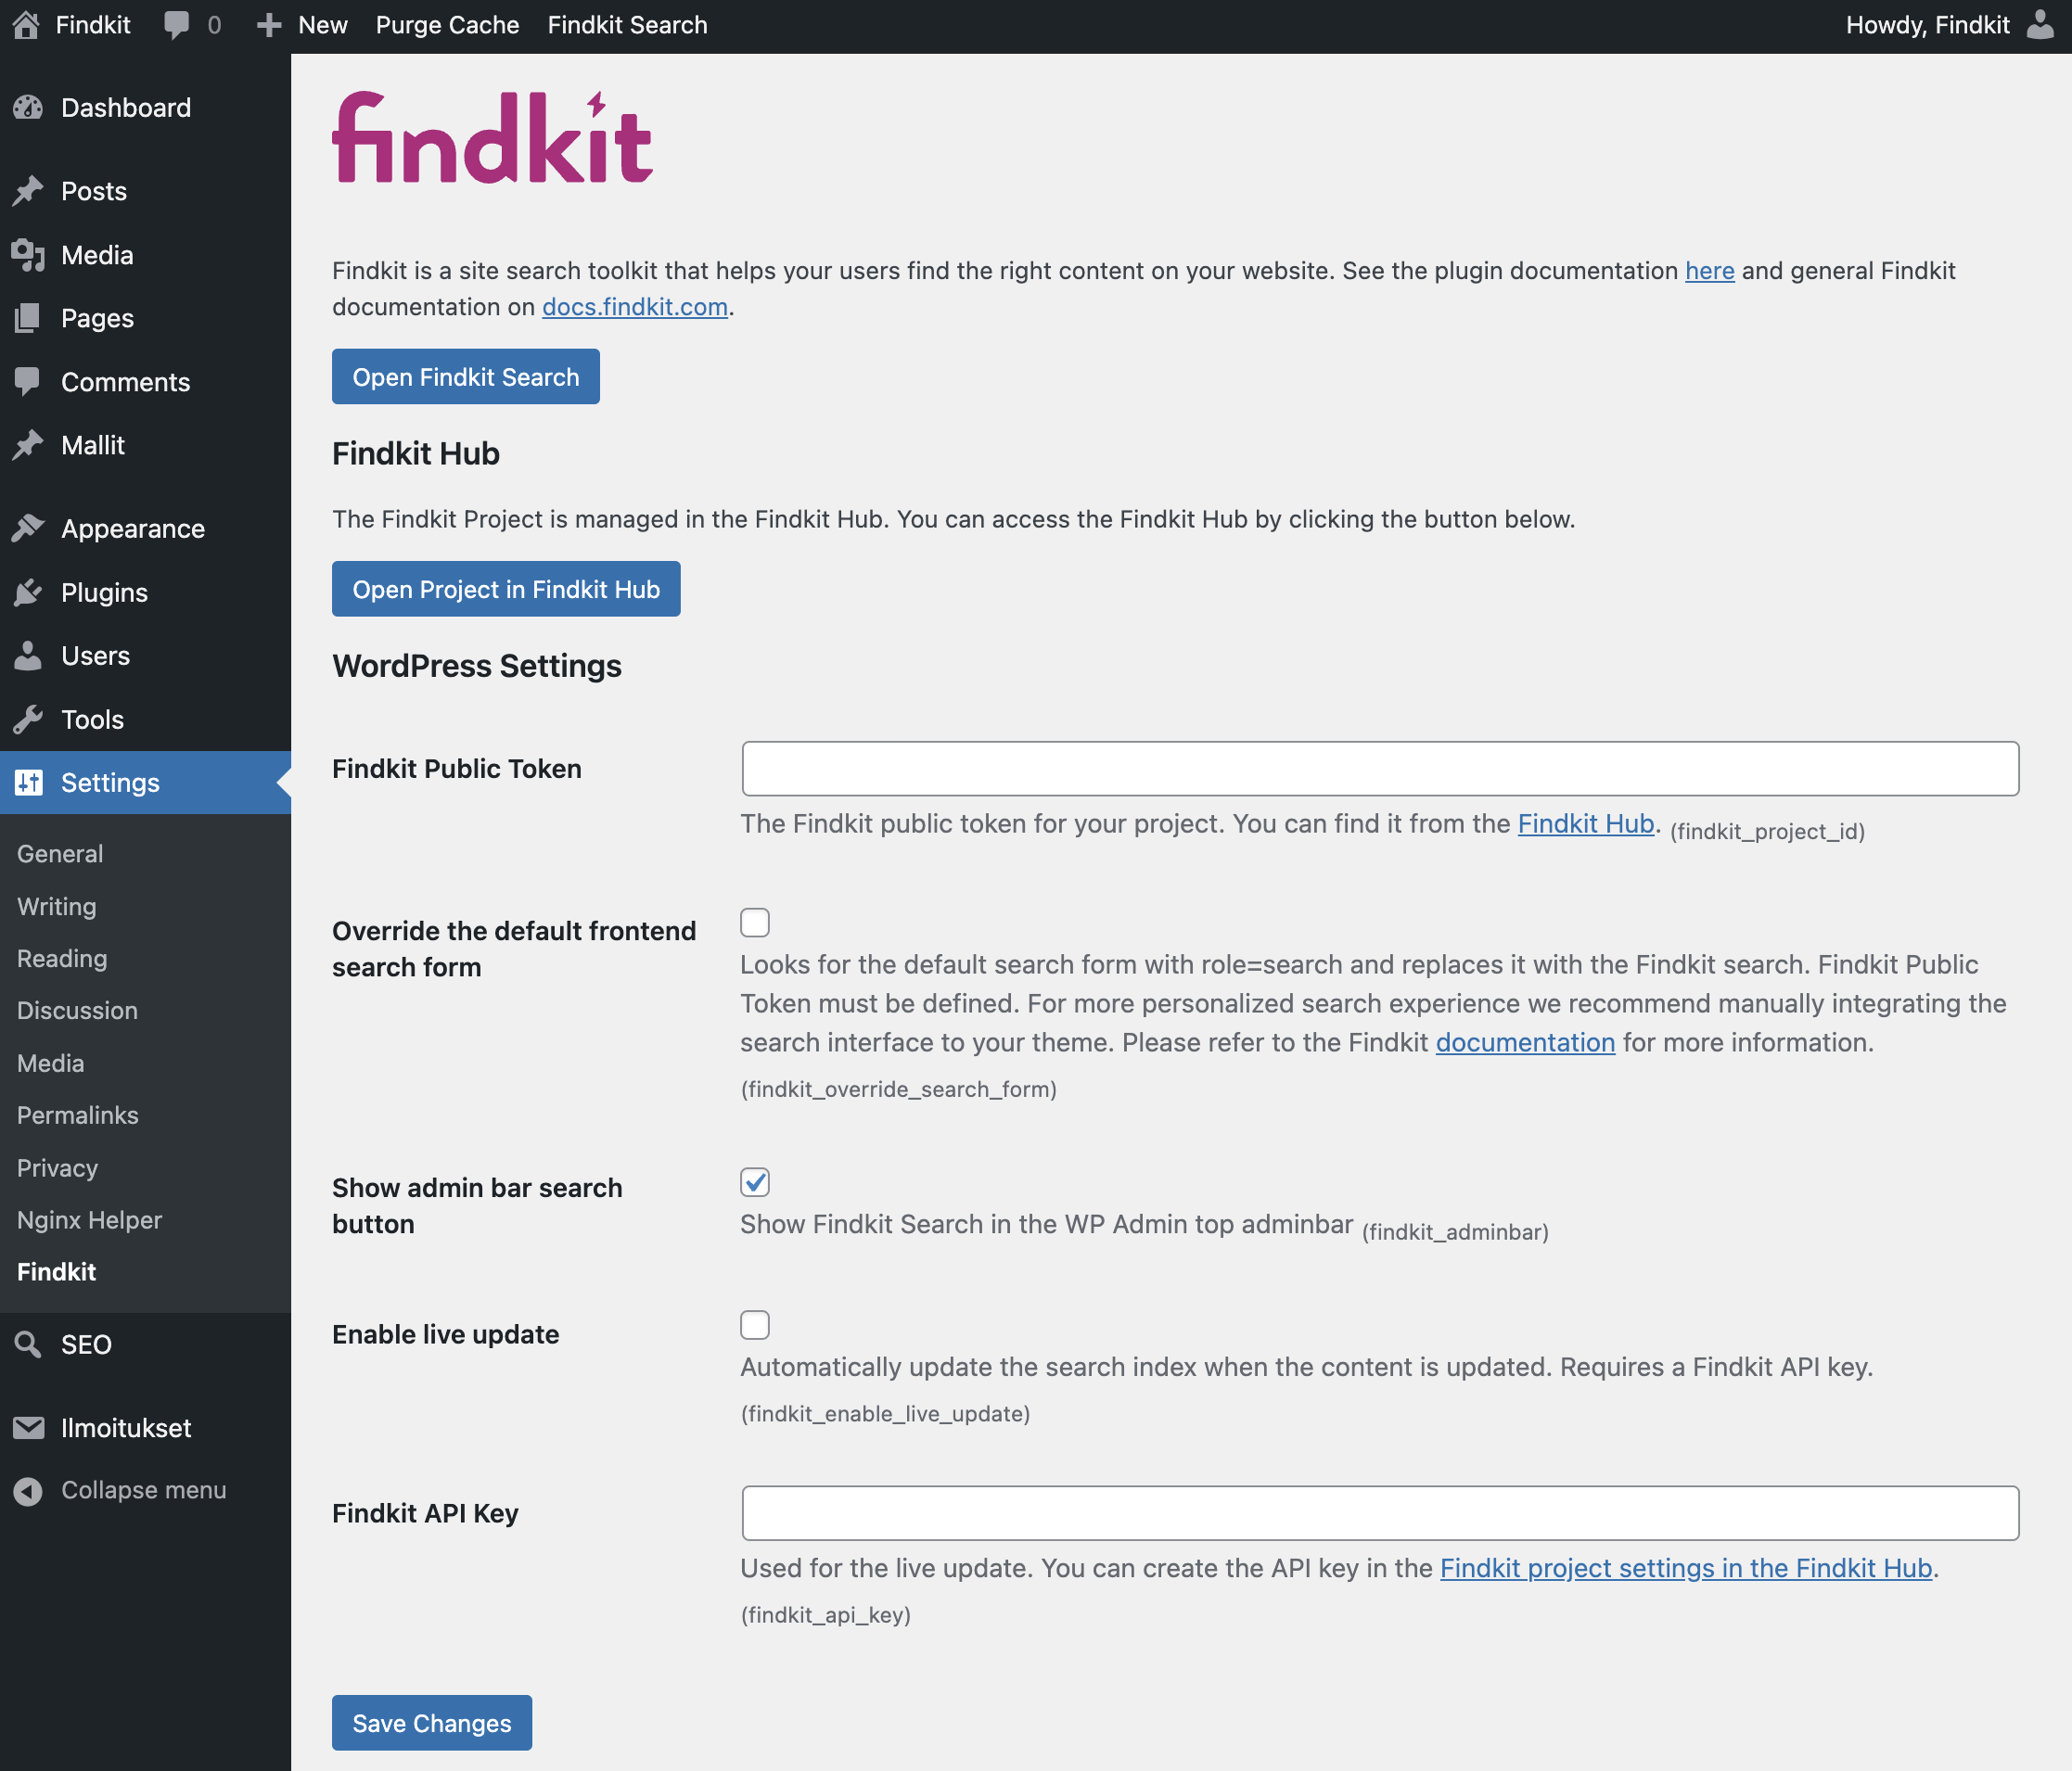 Findkit 0 New Purge Cache Findkit Search Howdy, Findkit
Dashboard
Posts
Media
Pages
Comments
Mallit
Appearance
Plugins
Users
Tools
Settings
General
Writing
Reading
Discussion
Media
Permalinks
Privacy
Nginx Helper
Findkit
SEO
Ilmoitukset
Collapse menu
findkit
Findkit is a site search toolkit that helps your users find the right content on your website. See the plugin documentation here and general Findkit
documentation on docs.findkit.com.
Open Findkit Search
Findkit Hub
The Findkit Project is managed in the Findkit Hub. You can access the Findkit Hub by clicking the button below.
Open Project in Findkit Hub
WordPress Settings
Findkit Public Token
The Findkit public token for your project. You can find it from the Findkit Hub. (findkit_project_id)
Override the default frontend
search form
Looks for the default search form with role=search and replaces it with the Findkit search. Findkit Public
Token must be defined. For more personalized search experience we recommend manually integrating the
search interface to your theme. Please refer to the Findkit documentation for more information.
(findkit_override_search_form)
Show admin bar search
button
Show Findkit Search in the WP Admin top adminbar (findkit_adminbar)
Enable live update
Automatically update the search index when the content is updated. Requires a Findkit API key.
(findkit_enable_live_update)
Findkit API Key
Used for the live update. You can create the API key in the Findkit project settings in the Findkit Hub.
(findkit_api_key)
Save Changes